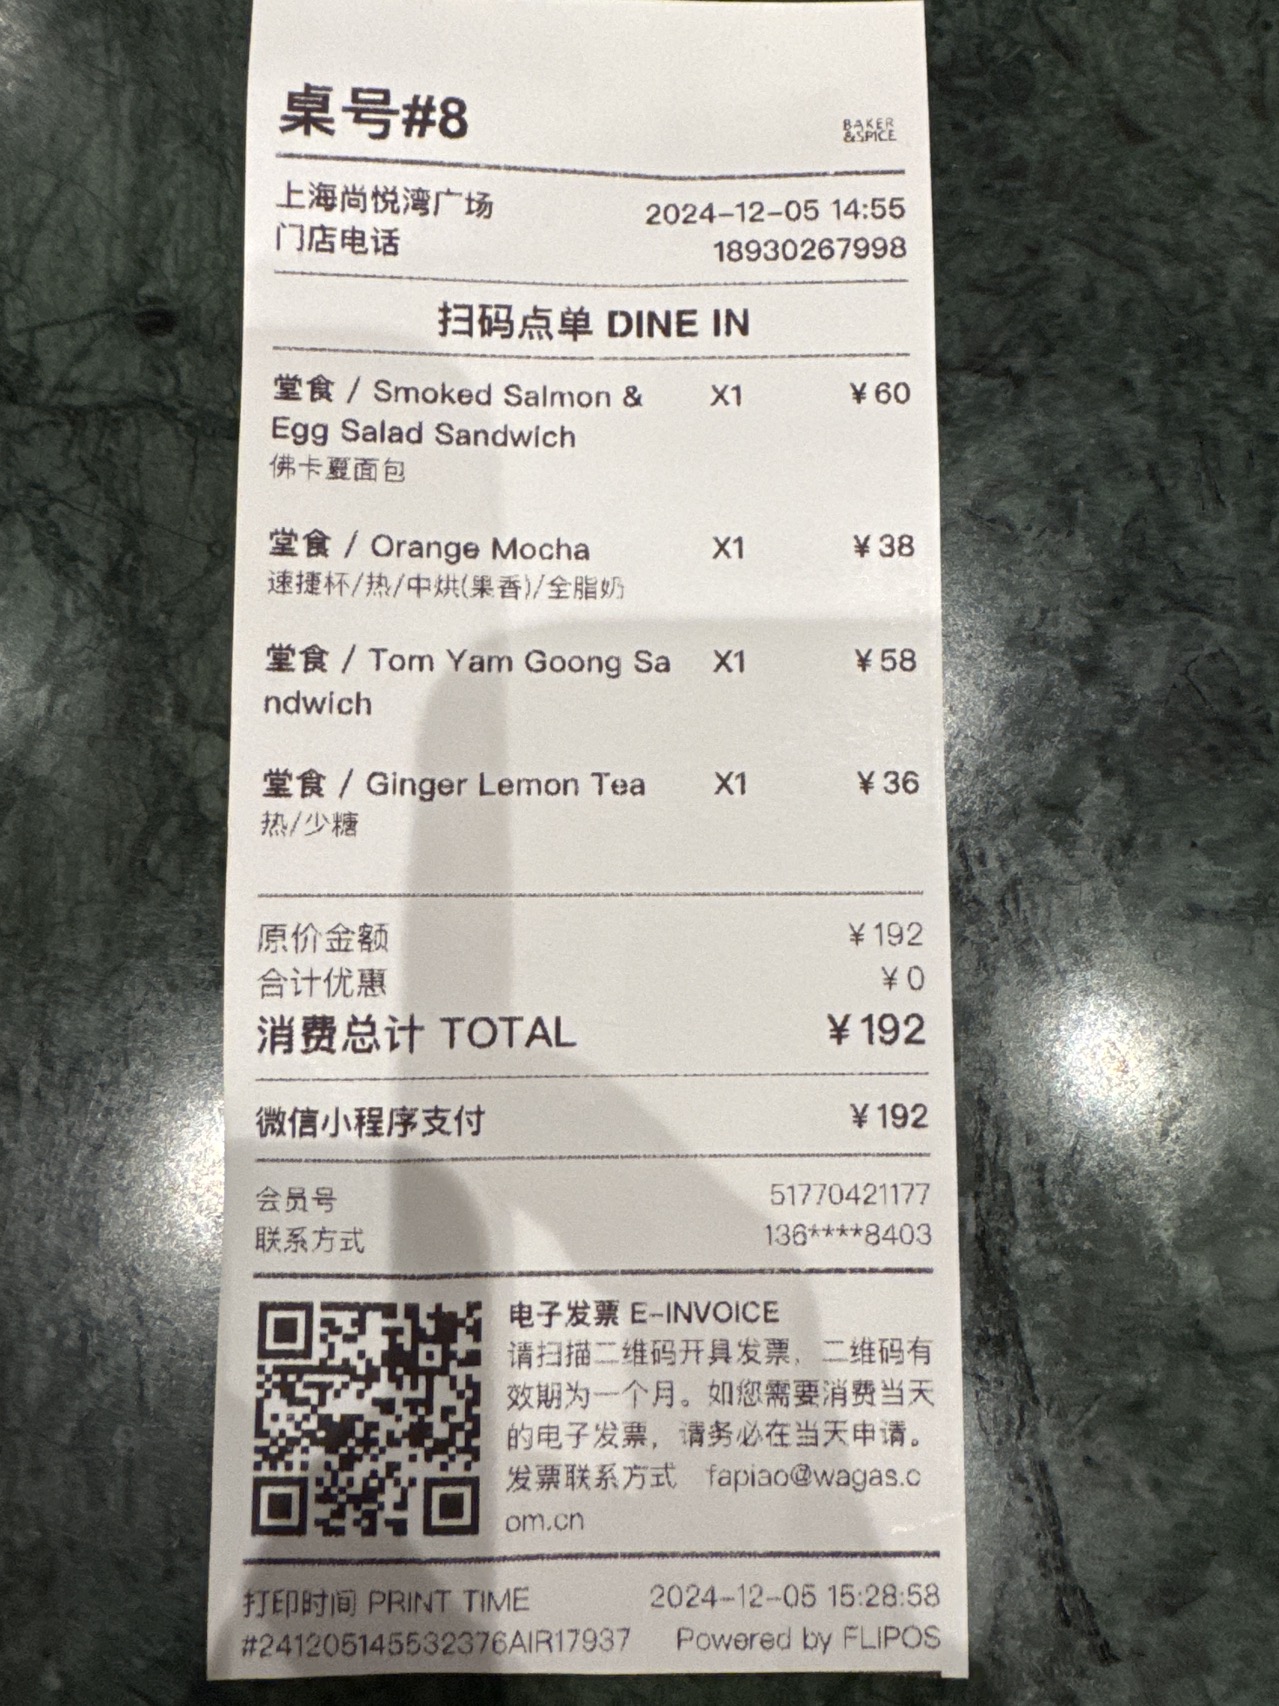 桌号#8
BAKER
&SPICE
上海尚悦湾广场 2024-12-05 14:55
门店电话 18930267998
扫码点单 DINE IN
堂食 / Smoked Salmon & X1 ¥60
Egg Salad Sandwich
佛卡夏面包
堂食 / Orange Mocha X1 ¥38
速捷杯/热/中烘(果香)/全脂奶
堂食 / Tom Yam Goong Sa X1 ¥58
ndwich
堂食 / Ginger Lemon Tea X1 ¥36
热/少糖
原价金额 ¥192
合计优惠 ¥0
消费总计 TOTAL ¥192
微信小程序支付 ¥192
会员号 51770421177
联系方式 136****8403
电子发票 E-INVOICE
请扫描二维码开具发票，二维码有
效期为一个月。如您需要消费当天
的电子发票，请务必在当天申请。
发票联系方式 fapiao@wagas.c
om.cn
打印时间 PRINT TIME 2024-12-05 15:28:58
#241205145532376AIR17937 Powered by FLIPOS